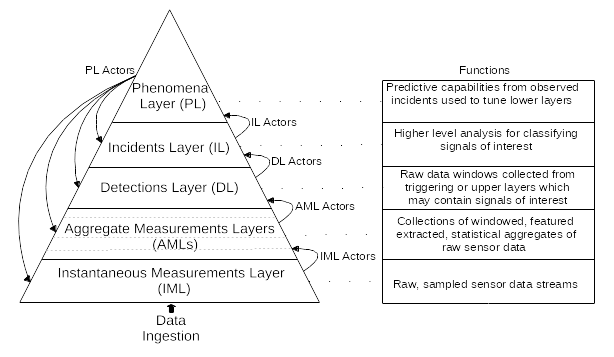 PL Actors
Phenomena
Layer (PL)
IL Actors
Incidents Layer (IL)
DL Actors
Detections Layer (DL)
AML Actors
Aggregate Measurements Layers
(AMLs)
IML Actors
Instantaneous Measurements Layer
(IML)
Data
Ingestion
Functions
Predictive capabilities from observed
incidents used to tune lower layers
Higher level analysis for classifying
signals of interest
Raw data windows collected from
triggering or upper layers which
may contain signals of interest
Collections of windowed, featured
extracted, statistical aggregates of
raw sensor data
Raw, sampled sensor data streams